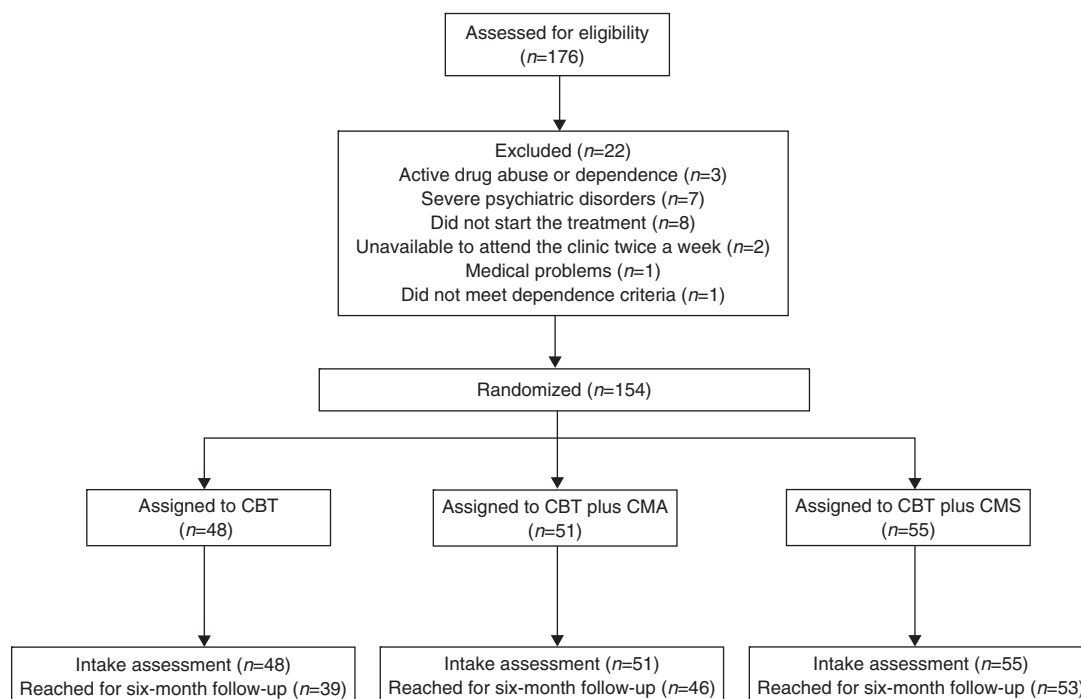 Assessed for eligibility
(n=176)
Excluded (n=22)
Active drug abuse or dependence (n=3)
Severe psychiatric disorders (n=7)
Did not start the treatment (n=8)
Unavailable to attend the clinic twice a week (n=2)
Medical problems (n=1)
Did not meet dependence criteria (n=1)
Randomized (n=154)
Assigned to CBT
(n=48)
Assigned to CBT plus CMA
(n=51)
Assigned to CBT plus CMS
(n=55)
Intake assessment (n=48)
Reached for six-month follow-up (n=39)
Intake assessment (n=51)
Reached for six-month follow-up (n=46)
Intake assessment (n=55)
Reached for six-month follow-up (n=53)